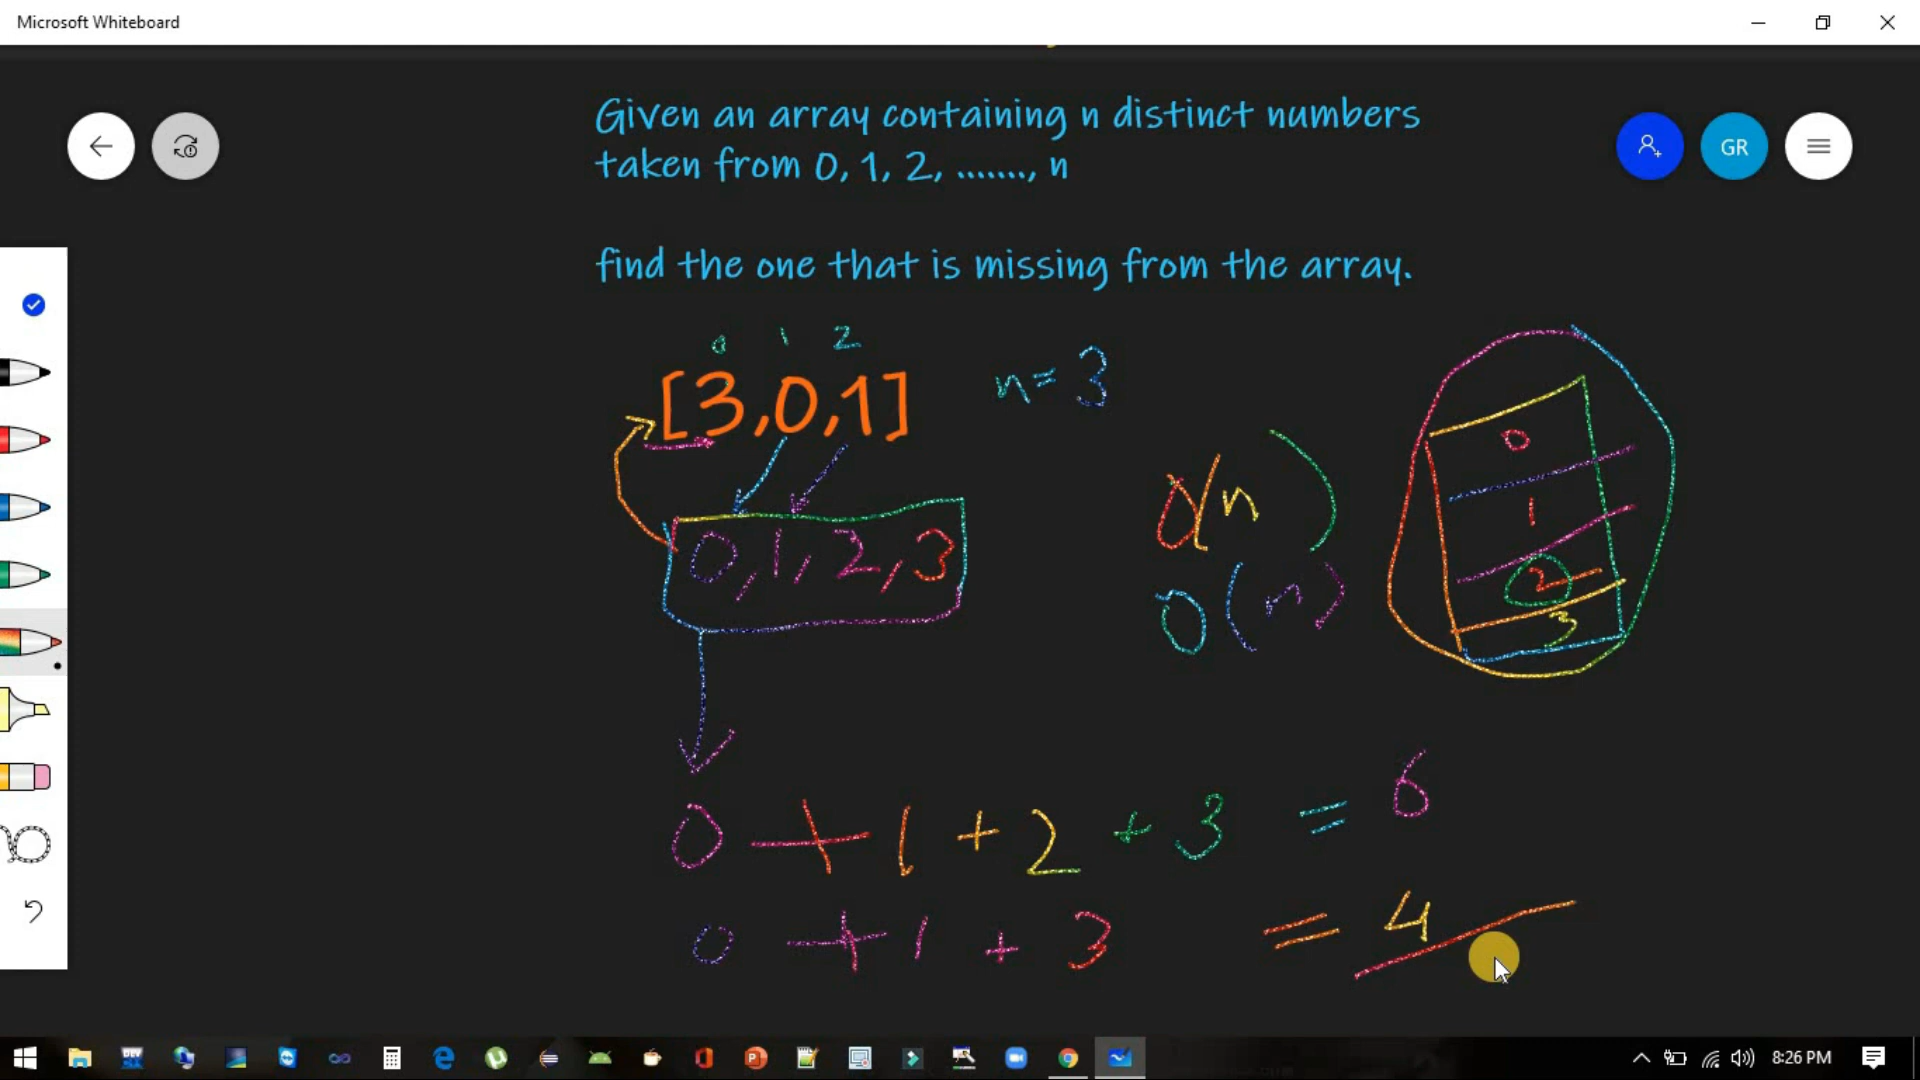 Microsoft Whiteboard
Given an array containing n distinct numbers
taken from 0, 1, 2, ......., n
GR
find the one that is missing from the array.
0 1 2
[3,0,1]
n = 3
0
O(n)
1
0,1,2,3
2
O(n)
3
0 + 1 + 2 + 3 = 6
0 + 1 + 3 = 4
DEV
8:26 PM